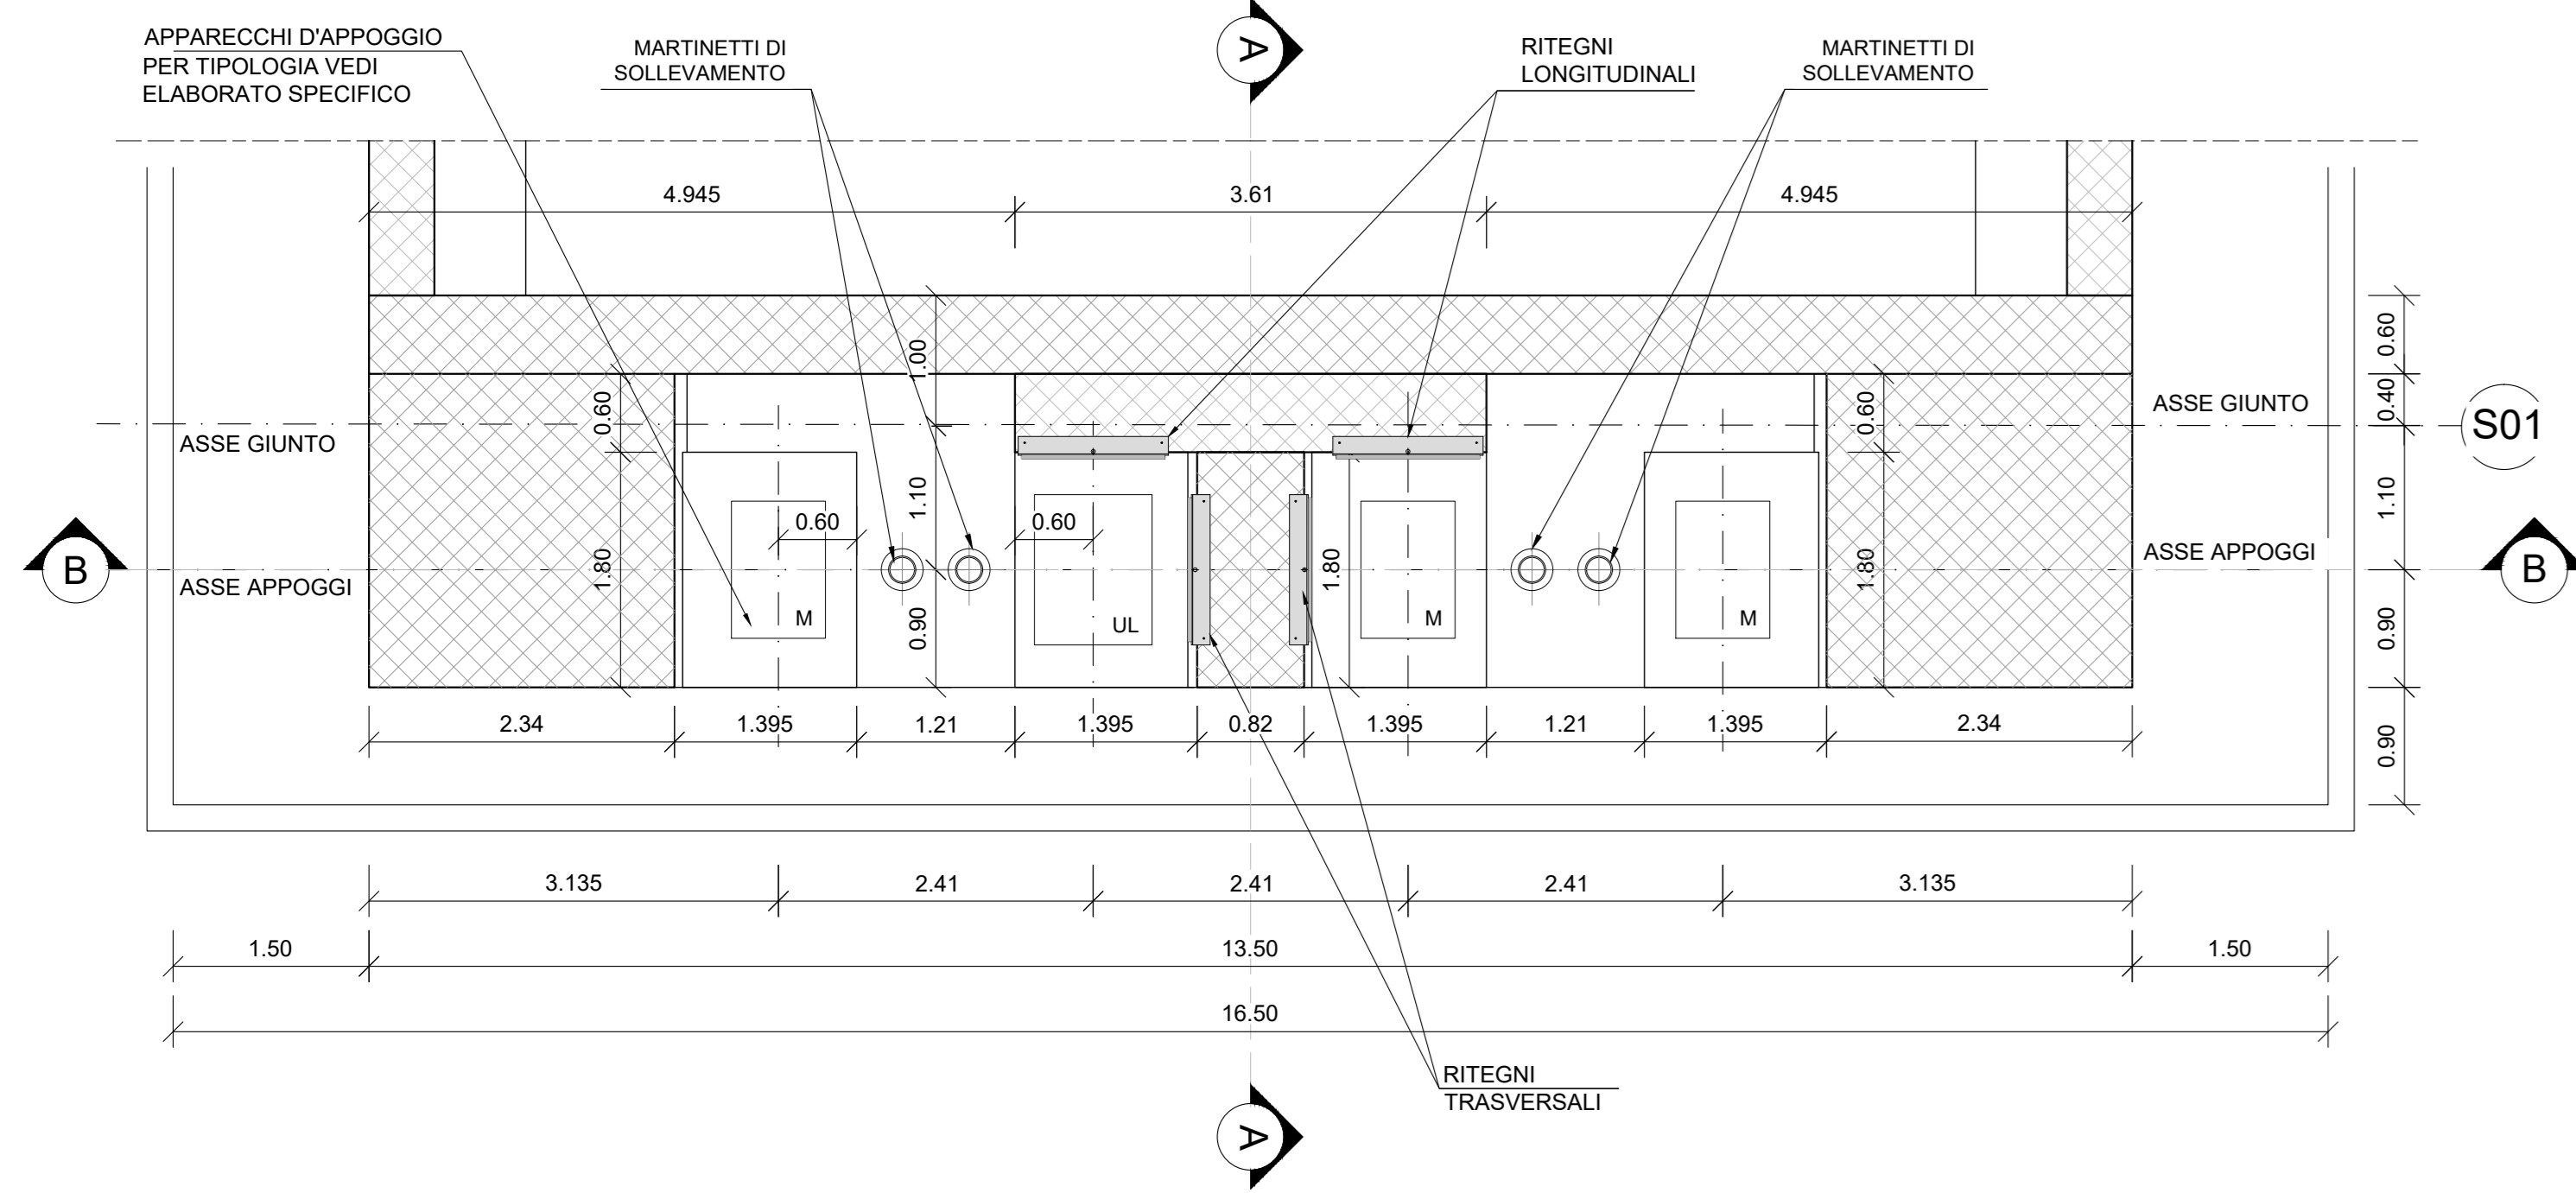 A
APPARECCHI D'APPOGGIO
PER TIPOLOGIA VEDI
ELABORATO SPECIFICO
MARTINETTI DI
SOLLEVAMENTO
RITEGNI
LONGITUDINALI
MARTINETTI DI
SOLLEVAMENTO
4.945
3.61
4.945
1.00
0.60
0.60
0.60
0.40
ASSE GIUNTO
ASSE GIUNTO
S01
1.10
1.10
0.60
0.60
B
ASSE APPOGGI
1.80
1.80
1.80
ASSE APPOGGI
B
0.90
0.90
M
UL
M
M
2.34
1.395
1.21
1.395
0.82
1.395
1.21
1.395
2.34
0.90
3.135
2.41
2.41
2.41
3.135
1.50
13.50
1.50
16.50
RITEGNI
TRASVERSALI
A